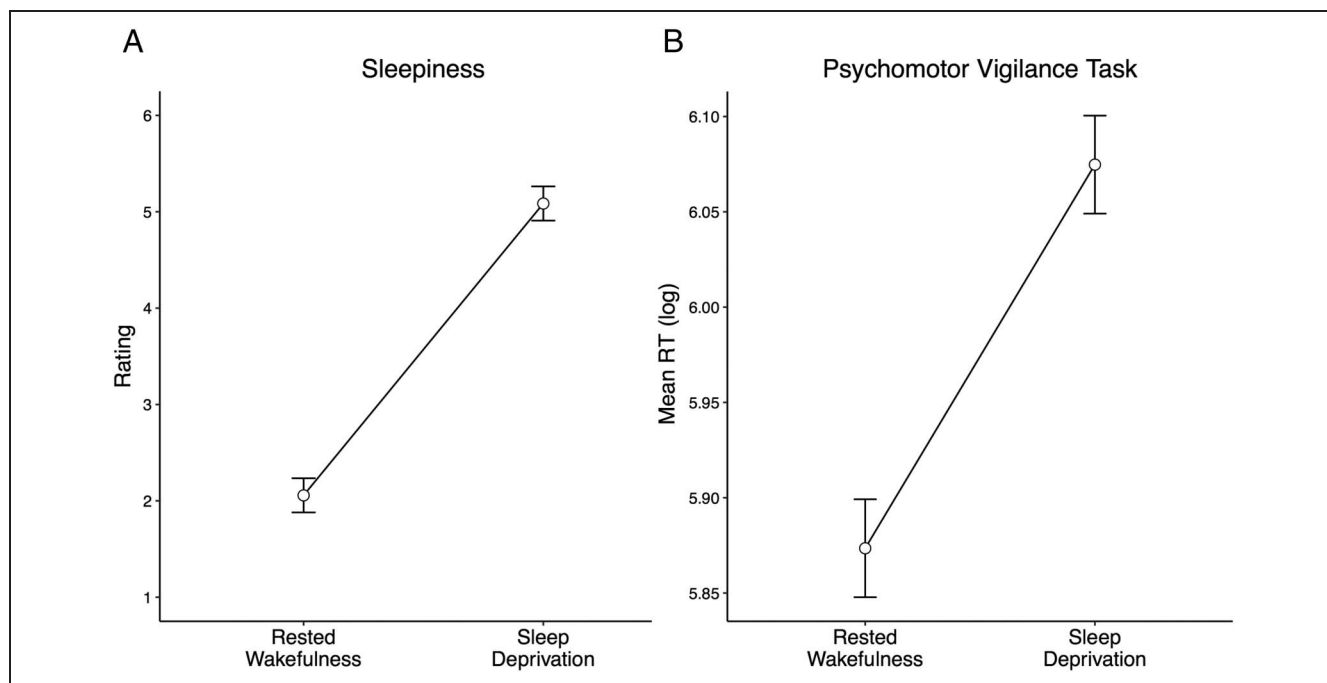 A
Sleepiness
6
5
4
3
2
1
Rating
Rested
Wakefulness
Sleep
Deprivation
B
Psychomotor Vigilance Task
6.10
6.05
6.00
5.95
5.90
5.85
Mean RT (log)
Rested
Wakefulness
Sleep
Deprivation